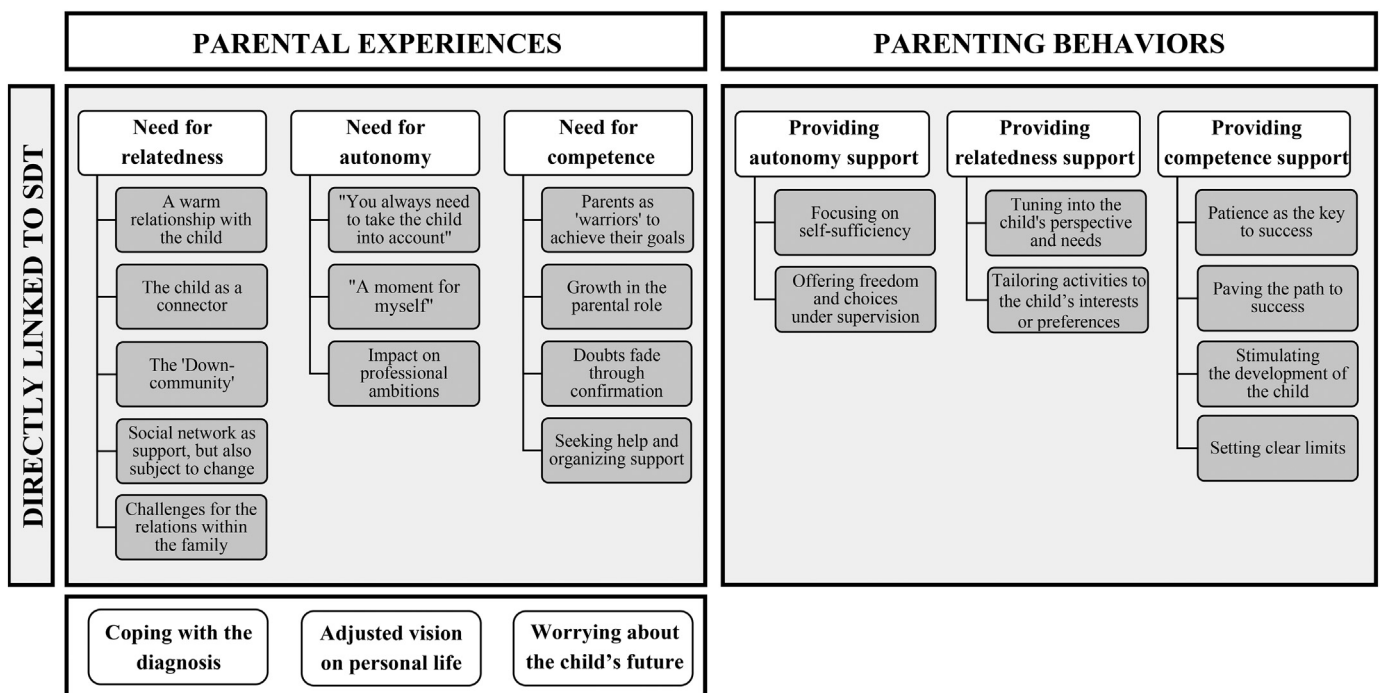 PARENTAL EXPERIENCES
PARENTING BEHAVIORS
DIRECTLY LINKED TO SDT
Need for
relatedness
A warm
relationship with
the child
The child as a
connector
The 'Down-
community'
Social network as
support, but also
subject to change
Challenges for the
relations within
the family
Need for
autonomy
"You always need
to take the child
into account"
"A moment for
myself"
Impact on
professional
ambitions
Need for
competence
Parents as
'warriors' to
achieve their goals
Growth in the
parental role
Doubts fade
through
confirmation
Seeking help and
organizing support
Providing
autonomy support
Focusing on
self-sufficiency
Offering freedom
and choices
under supervision
Providing
relatedness support
Tuning into the
child's perspective
and needs
Tailoring activities to
the child’s interests
or preferences
Providing
competence support
Patience as the key
to success
Paving the path to
success
Stimulating
the development of
the child
Setting clear limits
Coping with the
diagnosis
Adjusted vision
on personal life
Worrying about
the child’s future